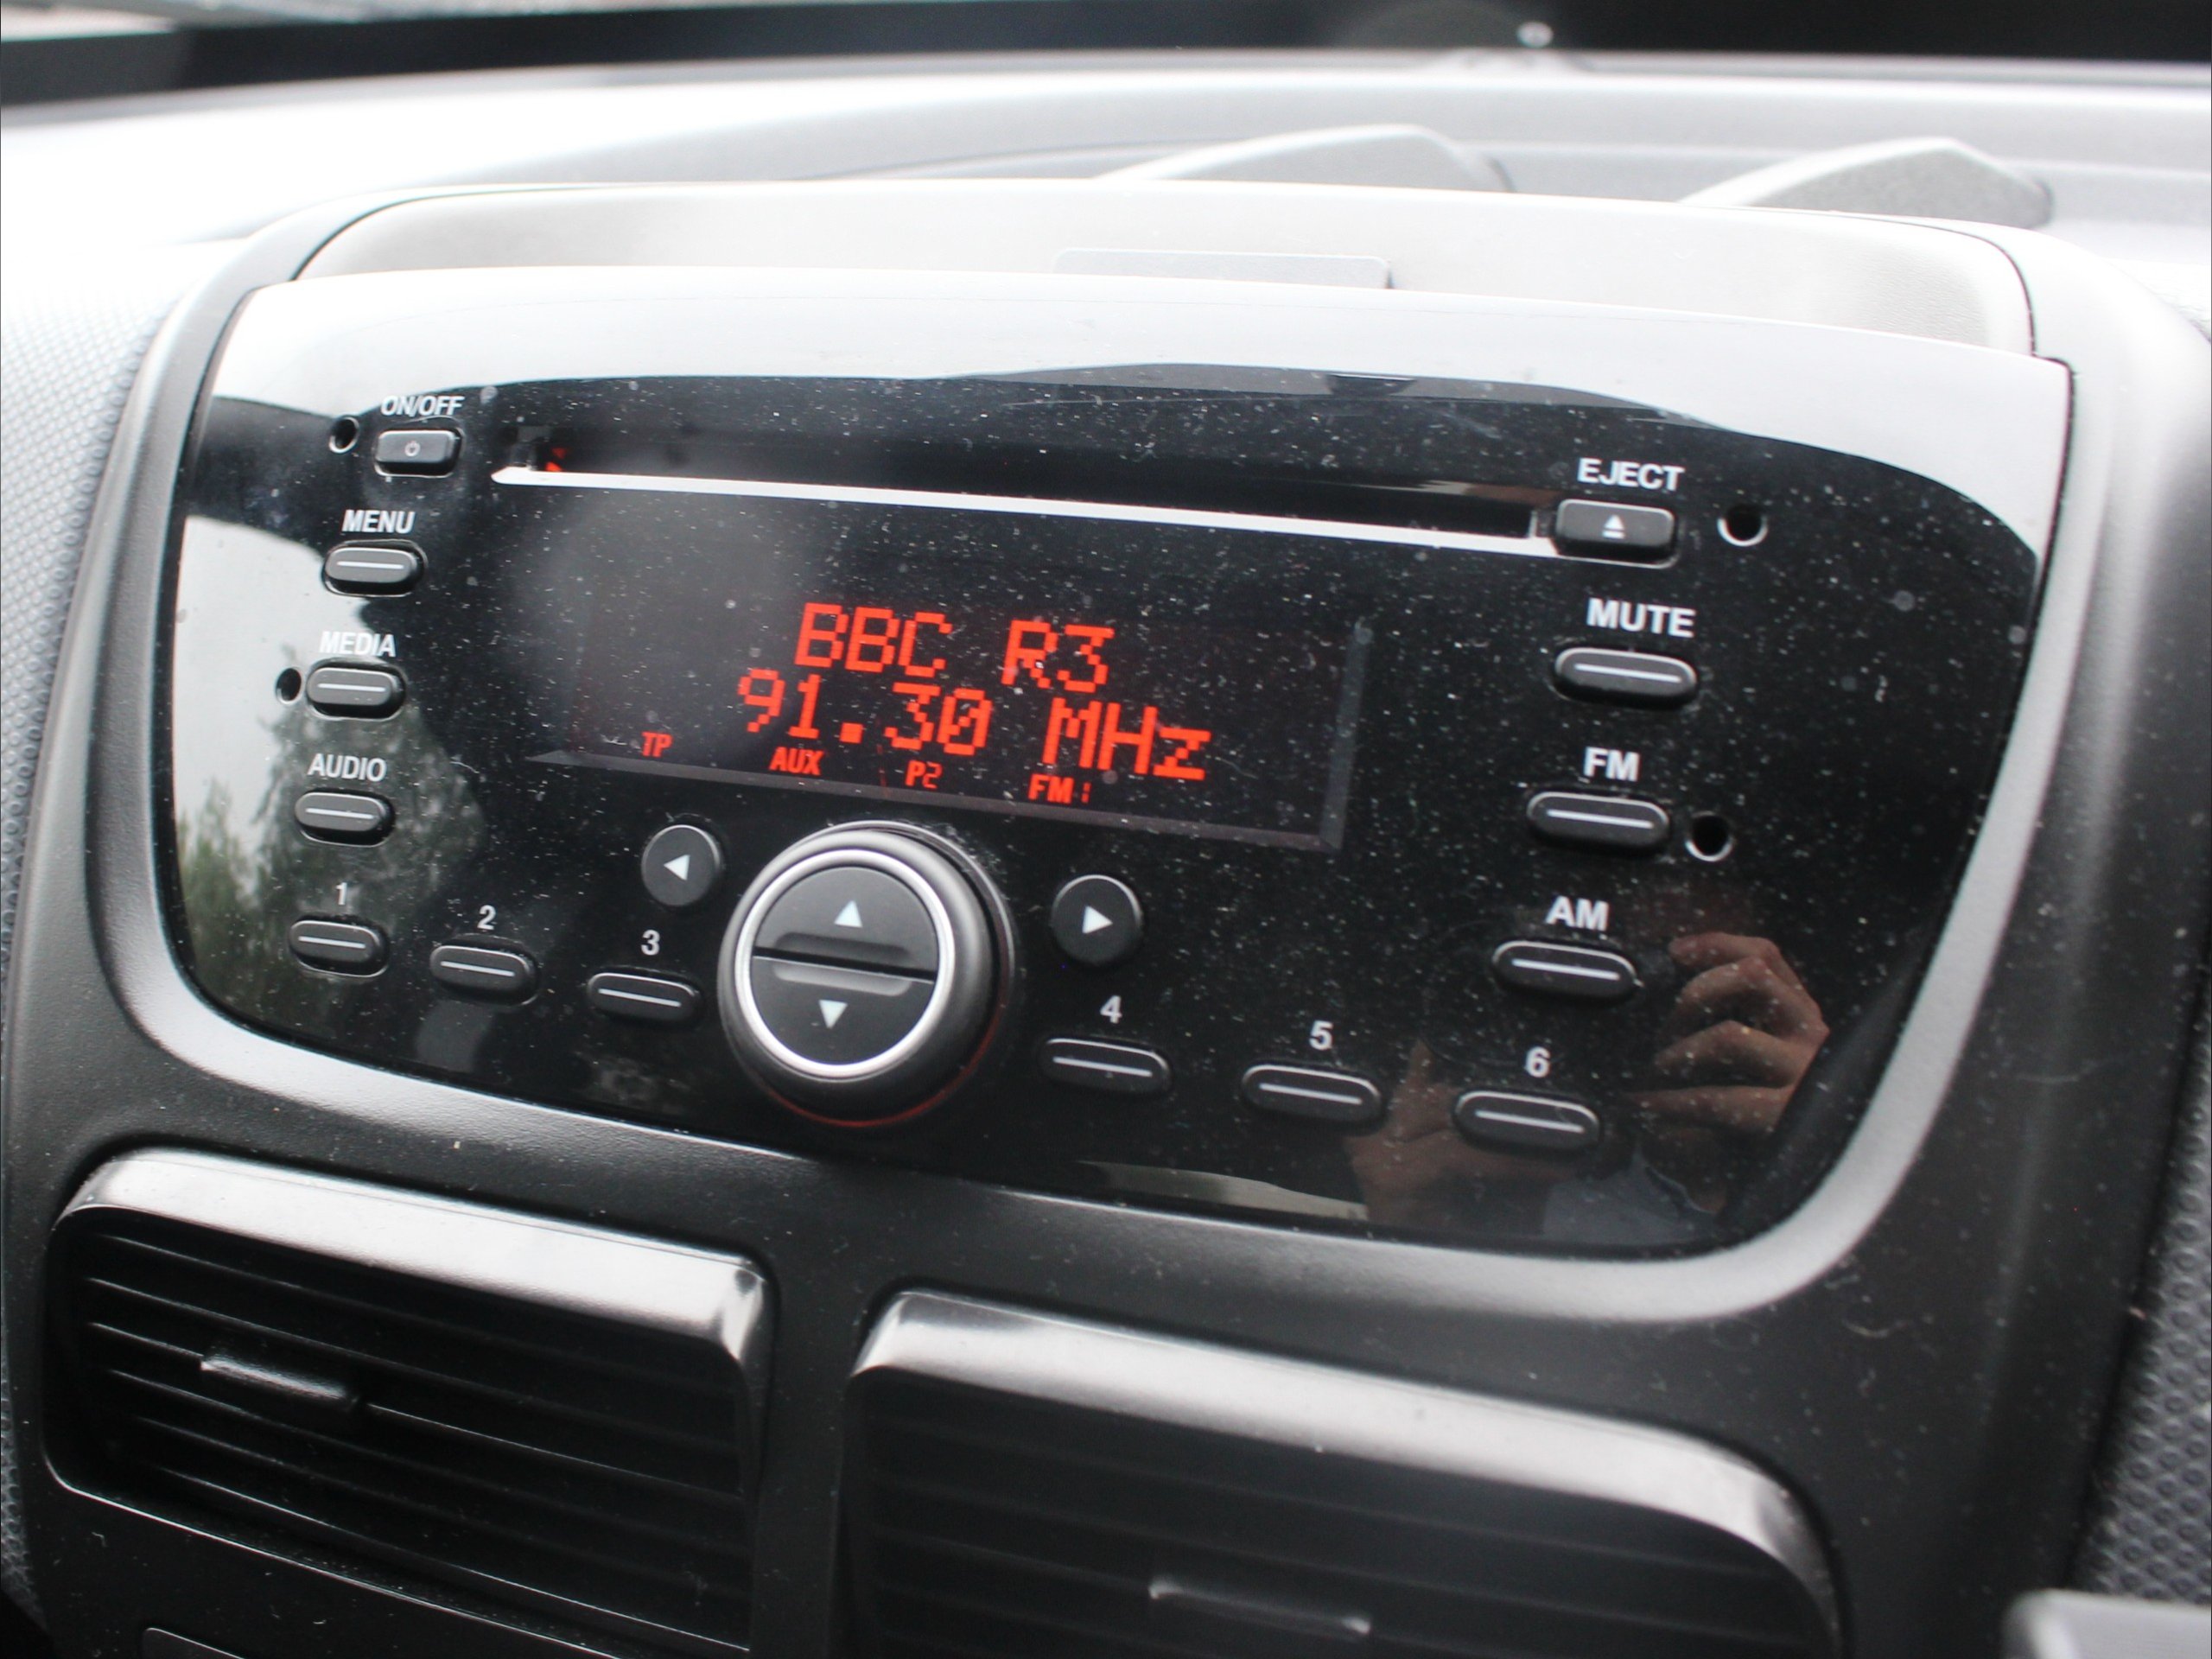 ON/OFF
EJECT
MENU
MUTE
BBC R3
91.30 MHz
TP AUX P2 FM1
MEDIA
AUDIO
FM
AM
1
2
3
4
5
6